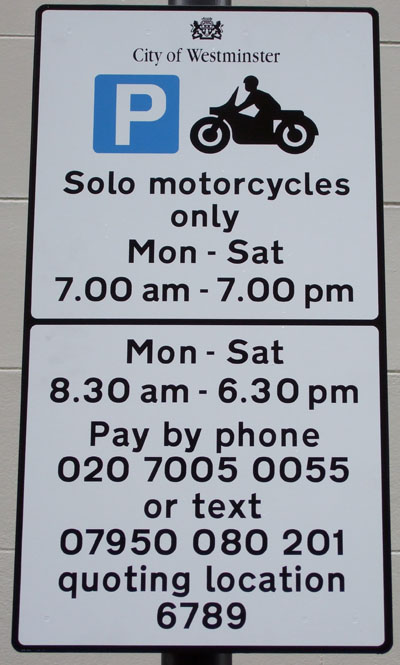 City of Westminster
P
Solo motorcycles
only
Mon - Sat
7.00 am - 7.00 pm
Mon - Sat
8.30 am - 6.30 pm
Pay by phone
020 7005 0055
or text
07950 080 201
quoting location
6789